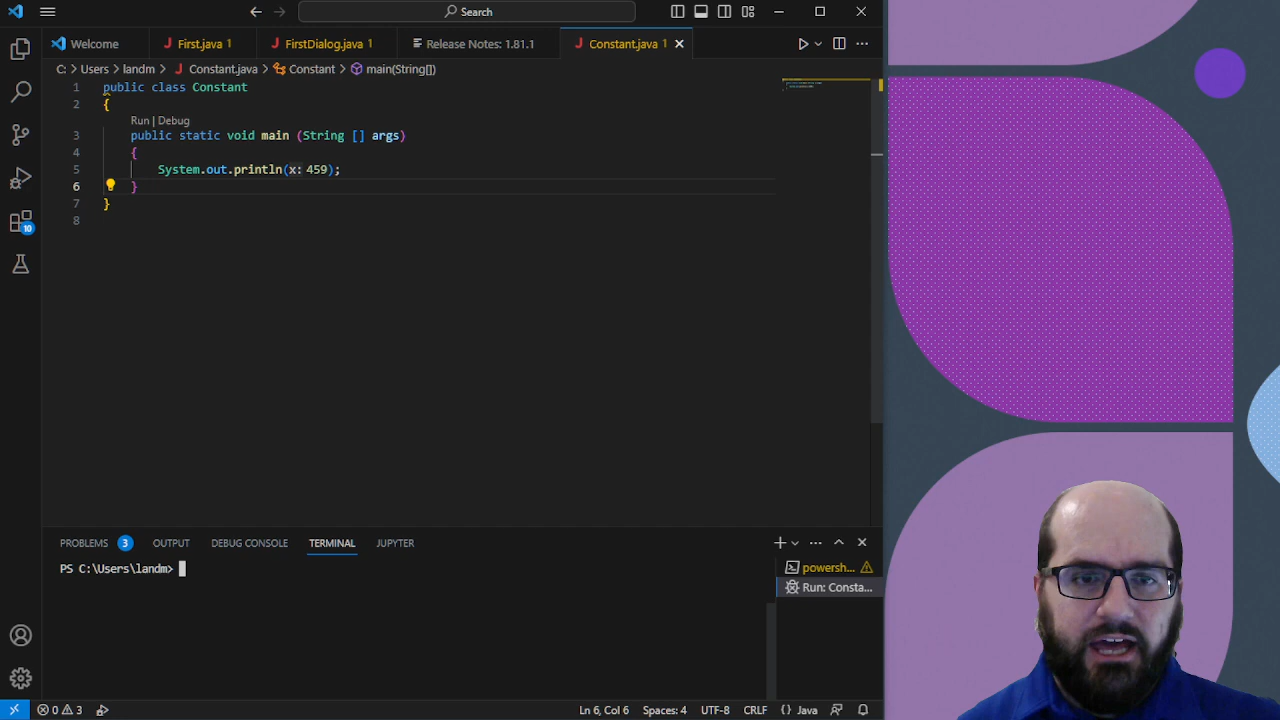 Search
Welcome
First.java 1
FirstDialog.java 1
Release Notes: 1.81.1
Constant.java 1
C: > Users > landm > Constant.java > Constant > main(String[])
1 public class Constant
2 {
Run | Debug
3 public static void main (String [] args)
4 {
5 System.out.println(x: 459);
6 }
7 }
8
10
PROBLEMS 3
OUTPUT
DEBUG CONSOLE
TERMINAL
JUPYTER
PS C:\Users\landm>
powersh...
Run: Consta...
0 3
Ln 6, Col 6
Spaces: 4
UTF-8
CRLF
{ } Java